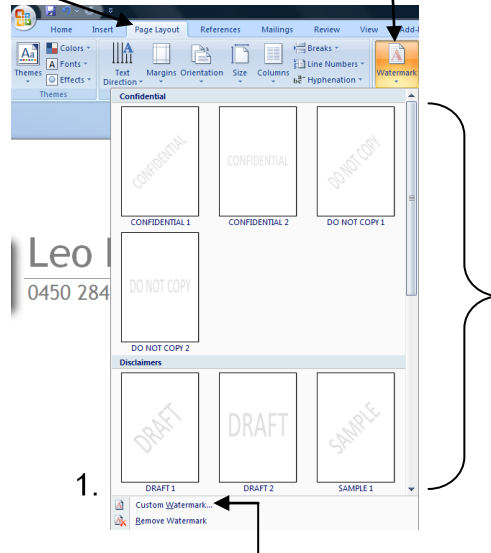 Home Insert Page Layout References Mailings Review View Add-
Colors
Fonts
Effects
Themes
Themes
Text Direction
Margins
Orientation
Size
Columns
Breaks
Line Numbers
Hyphenation
Watermark
Confidential
CONFIDENTIAL
CONFIDENTIAL
DO NOT COPY
CONFIDENTIAL 1
CONFIDENTIAL 2
DO NOT COPY 1
DO NOT COPY
DO NOT COPY 2
Leo
0450 284
Disclaimers
DRAFT
DRAFT
SAMPLE
DRAFT 1
DRAFT 2
SAMPLE 1
1.
Custom Watermark...
Remove Watermark